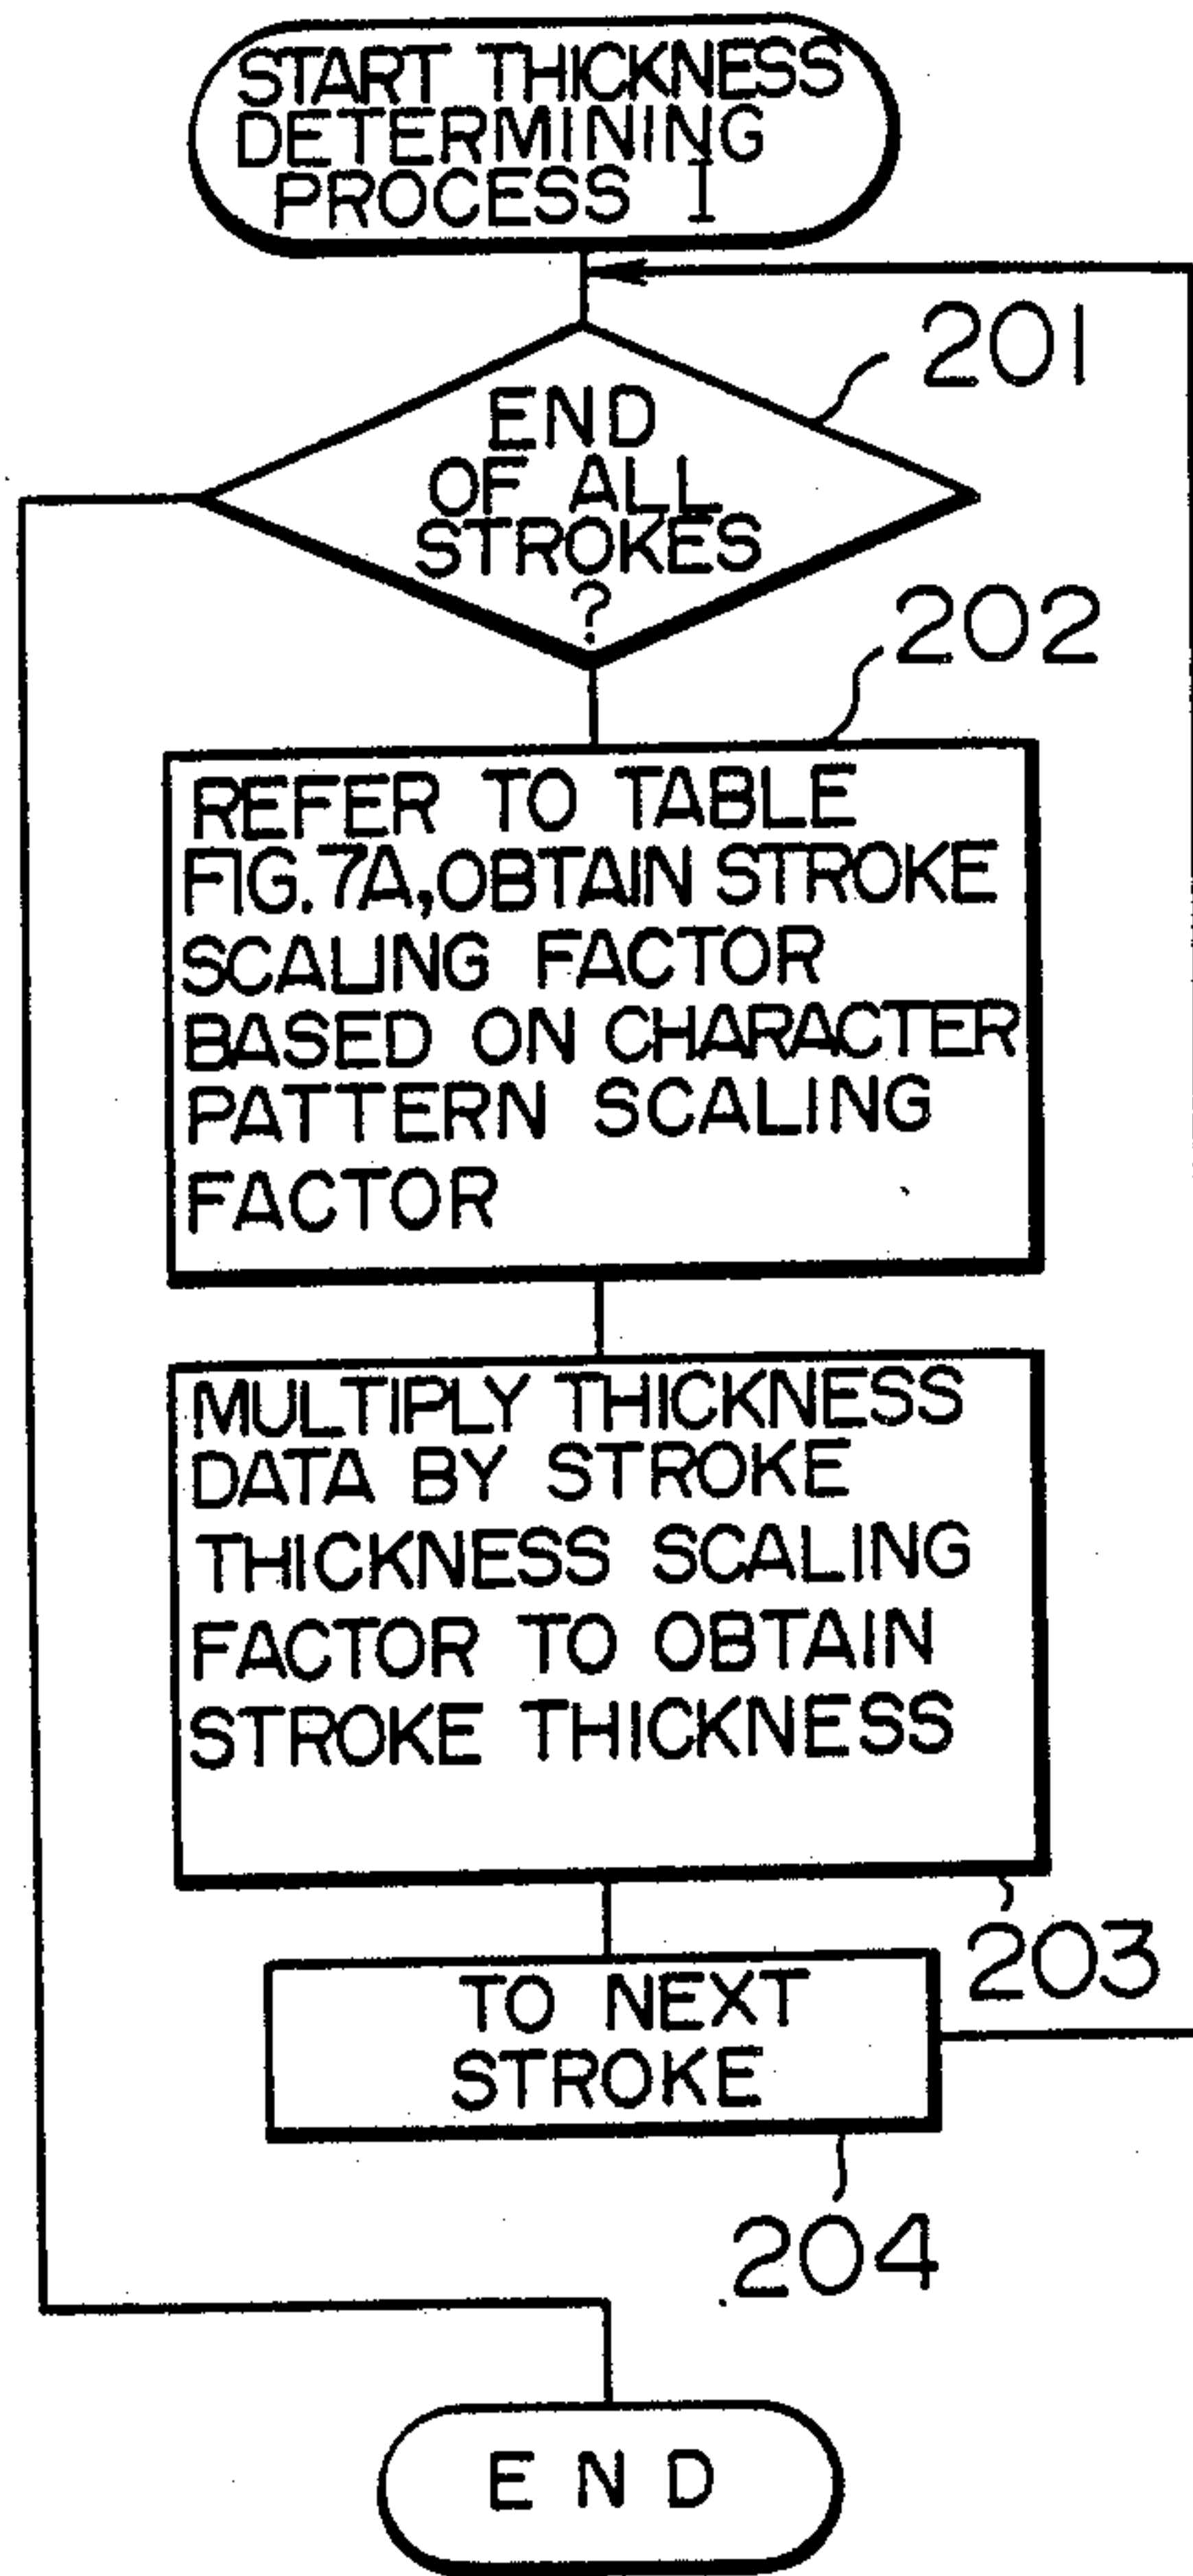 START THICKNESS
DETERMINING
PROCESS I
201
END
OF ALL
STROKES
?
202
REFER TO TABLE
FIG.7A,OBTAIN STROKE
SCALING FACTOR
BASED ON CHARACTER
PATTERN SCALING
FACTOR
MULTIPLY THICKNESS
DATA BY STROKE
THICKNESS SCALING
FACTOR TO OBTAIN
STROKE THICKNESS
203
TO NEXT
STROKE
204
END